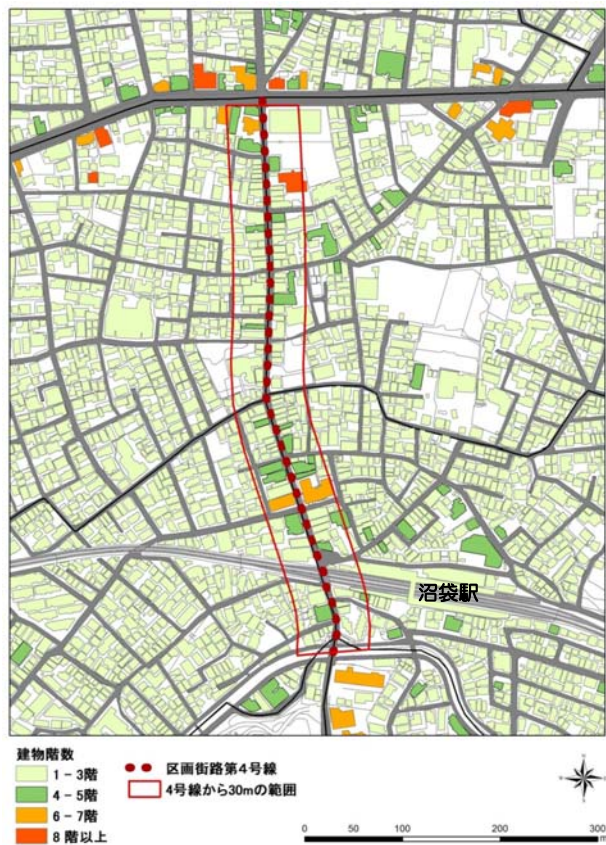 沼袋駅
建物階数
1 - 3階
4 - 5階
6 - 7階
8 階以上
区画街路第4号線
4号線から30mの範囲
0 50 100 200 300
m